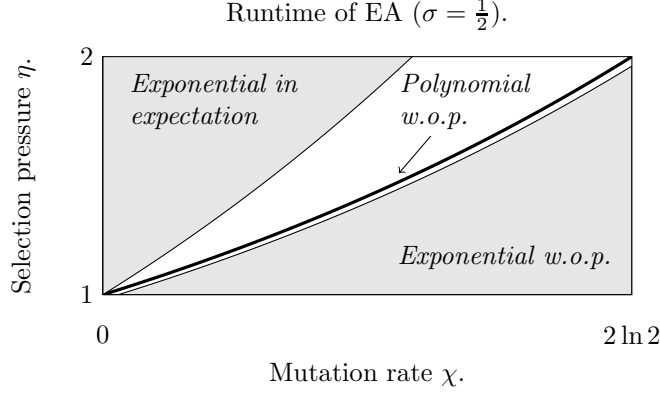 Runtime of EA (σ = 1/2).
2
Exponential in
expectation
Polynomial
w.o.p.
Selection pressure η.
Exponential w.o.p.
1
0
2 ln 2
Mutation rate χ.